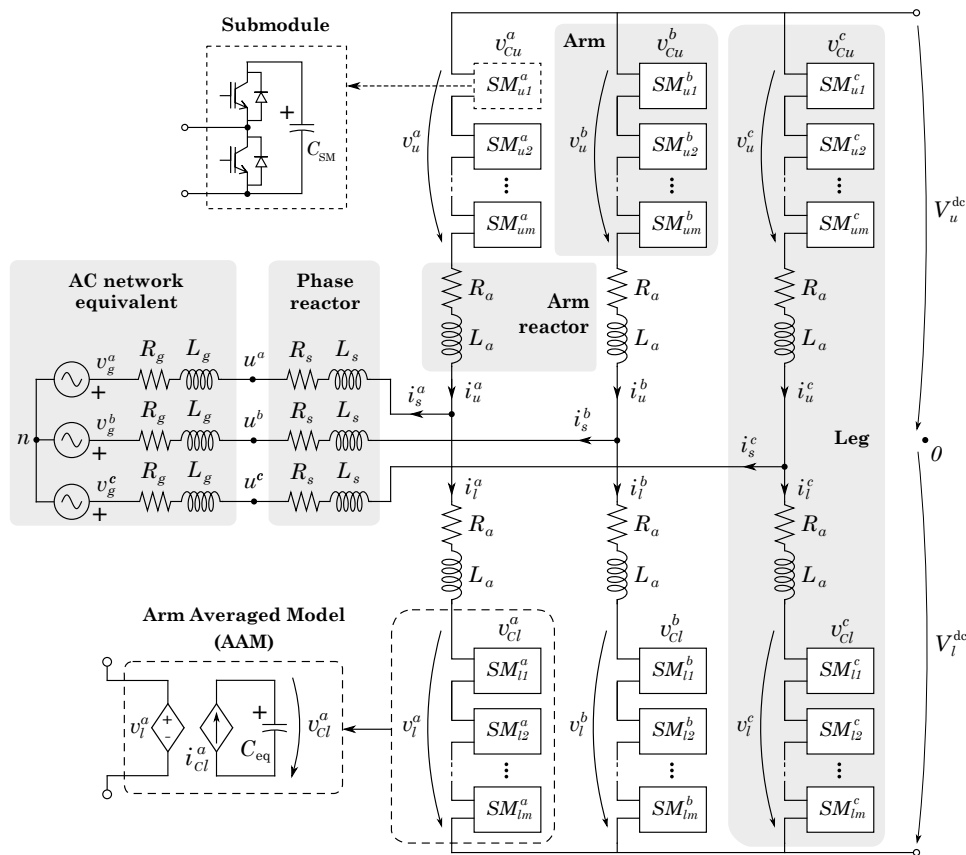 Submodule
C_SM
+
v_Cu^a
SM_u1^a
SM_u2^a
SM_um^a
v_u^a
Arm
v_Cu^b
SM_u1^b
SM_u2^b
SM_um^b
v_u^b
v_Cu^c
SM_u1^c
SM_u2^c
SM_um^c
v_u^c
V_u^dc
R_a
L_a
Arm
reactor
R_a
L_a
R_a
L_a
AC network
equivalent
Phase
reactor
v_g^a
+
R_g
L_g
u^a
R_s
L_s
i_s^a
i_u^a
i_u^b
i_u^c
n
v_g^b
+
R_g
L_g
u^b
R_s
L_s
i_s^b
i_s^c
Leg
0
v_g^c
+
R_g
L_g
u^c
R_s
L_s
i_l^a
i_l^b
i_l^c
R_a
L_a
R_a
L_a
R_a
L_a
Arm Averaged Model
(AAM)
v_l^a
+
-
i_Cl^a
+
C_eq
v_Cl^a
v_Cl^a
SM_l1^a
SM_l2^a
SM_lm^a
v_l^a
v_Cl^b
SM_l1^b
SM_l2^b
SM_lm^b
v_l^b
v_Cl^c
SM_l1^c
SM_l2^c
SM_lm^c
v_l^c
V_l^dc